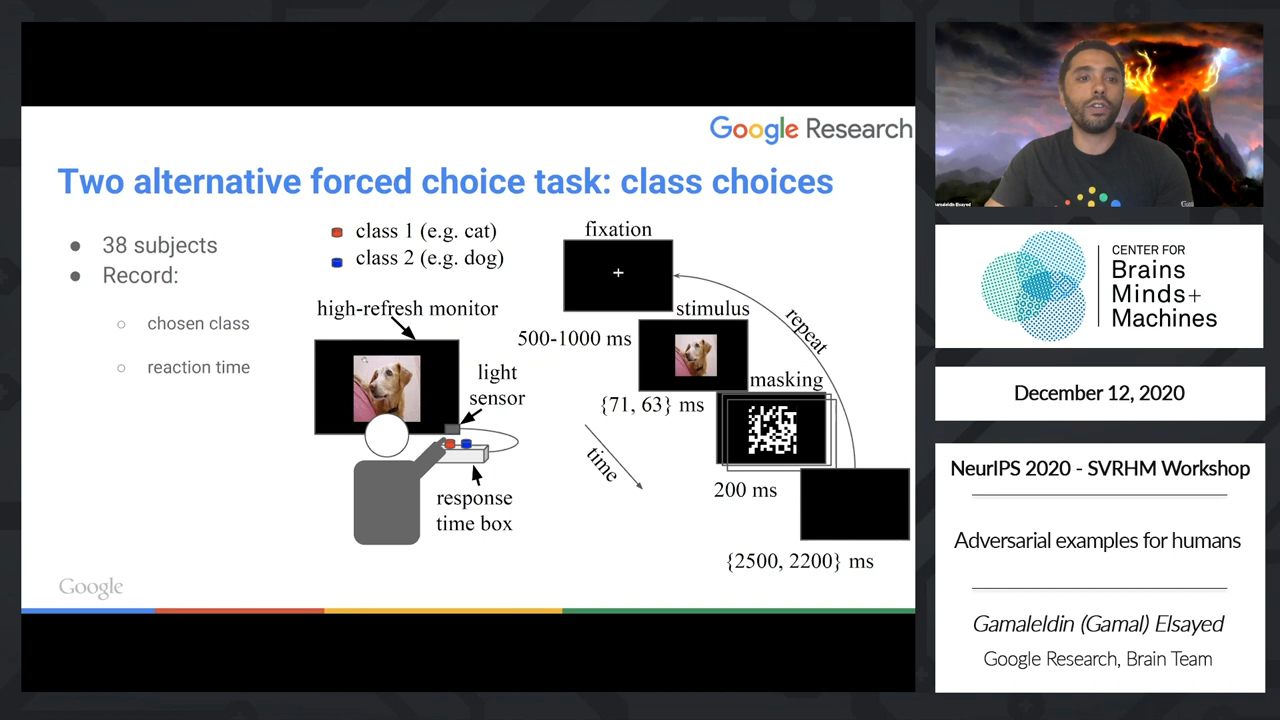 Google Research
Two alternative forced choice task: class choices
● 38 subjects
● Record:
○ chosen class
○ reaction time
class 1 (e.g. cat)
class 2 (e.g. dog)
high-refresh monitor
light
sensor
response
time box
fixation
500-1000 ms
stimulus
{71, 63} ms
masking
200 ms
{2500, 2200} ms
repeat
time
Google
Gamaleldin Elsayed
CENTER FOR
Brains
Minds+
Machines
December 12, 2020
NeurIPS 2020 - SVRHM Workshop
Adversarial examples for humans
Gamaleldin (Gamal) Elsayed
Google Research, Brain Team